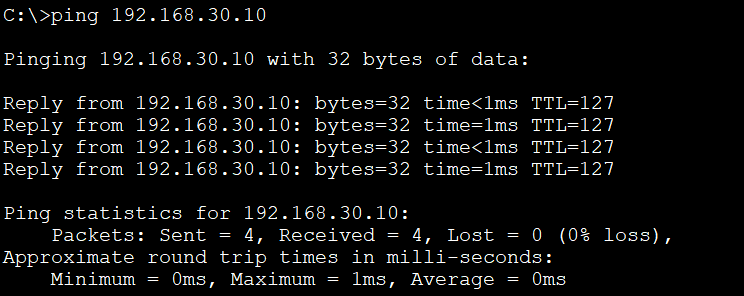 C:\>ping 192.168.30.10
Pinging 192.168.30.10 with 32 bytes of data:
Reply from 192.168.30.10: bytes=32 time<1ms TTL=127
Reply from 192.168.30.10: bytes=32 time=1ms TTL=127
Reply from 192.168.30.10: bytes=32 time<1ms TTL=127
Reply from 192.168.30.10: bytes=32 time=1ms TTL=127
Ping statistics for 192.168.30.10:
    Packets: Sent = 4, Received = 4, Lost = 0 (0% loss),
Approximate round trip times in milli-seconds:
    Minimum = 0ms, Maximum = 1ms, Average = 0ms